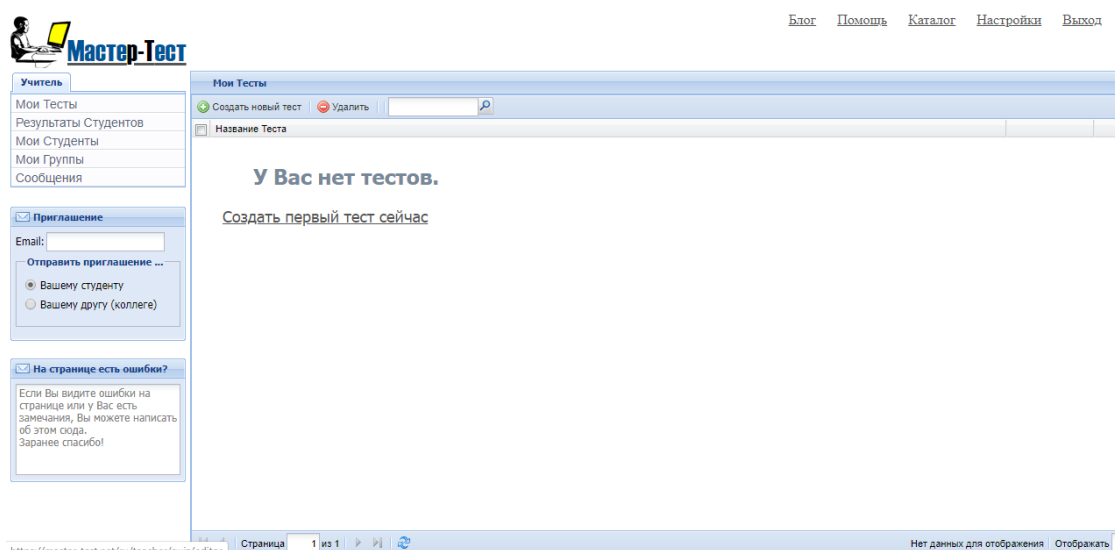 Блог Помощь Каталог Настройки Выход
Мастер-Тест
Учитель
Мои Тесты
Результаты Студентов
Мои Студенты
Мои Группы
Сообщения
Приглашение
Email:
Отправить приглашение ...
Вашему студенту
Вашему другу (коллеге)
На странице есть ошибки?
Если Вы видите ошибки на
странице или у Вас есть
замечания, Вы можете написать
об этом сюда.
Заранее спасибо!
Мои Тесты
Создать новый тест Удалить
Название Теста
У Вас нет тестов.
Создать первый тест сейчас
Страница 1 из 1
Нет данных для отображения Отображать